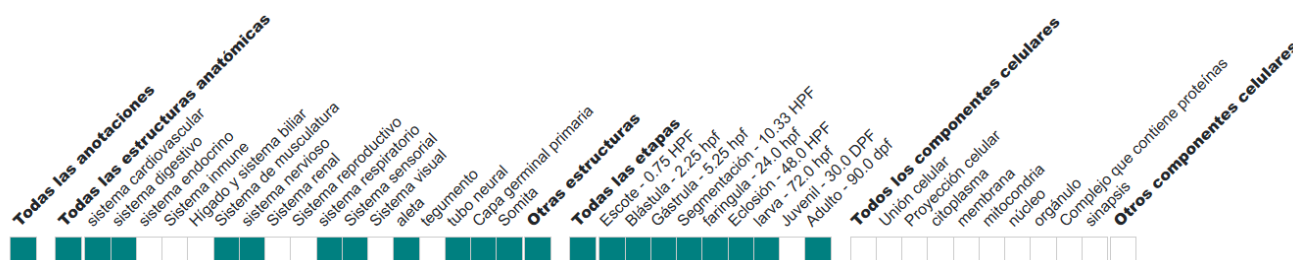 Todas las anotaciones
Todas las estructuras anatómicas
sistema cardiovascular
sistema digestivo
sistema endocrino
Sistema inmune
Hígado y sistema biliar
Sistema de musculatura
sistema nervioso
Sistema renal
Sistema reproductivo
sistema respiratorio
Sistema sensorial
Sistema visual
aleta
tegumento
tubo neural
Capa germinal primaria
Somita
Otras estructuras
Todas las etapas
Escote - 0.75 HPF
Blástula - 2.25 hpf
Gástrula - 5.25 hpf
Segmentación - 10.33 HPF
faríngula - 24.0 hpf
Eclosión - 48.0 HPF
larva - 72.0 hpf
Juvenil - 30.0 DPF
Adulto - 90.0 dpf
Todos los componentes celulares
Unión celular
Proyección celular
citoplasma
membrana
mitocondria
núcleo
orgánulo
Complejo que contiene proteínas
sinapsis
Otros componentes celulares